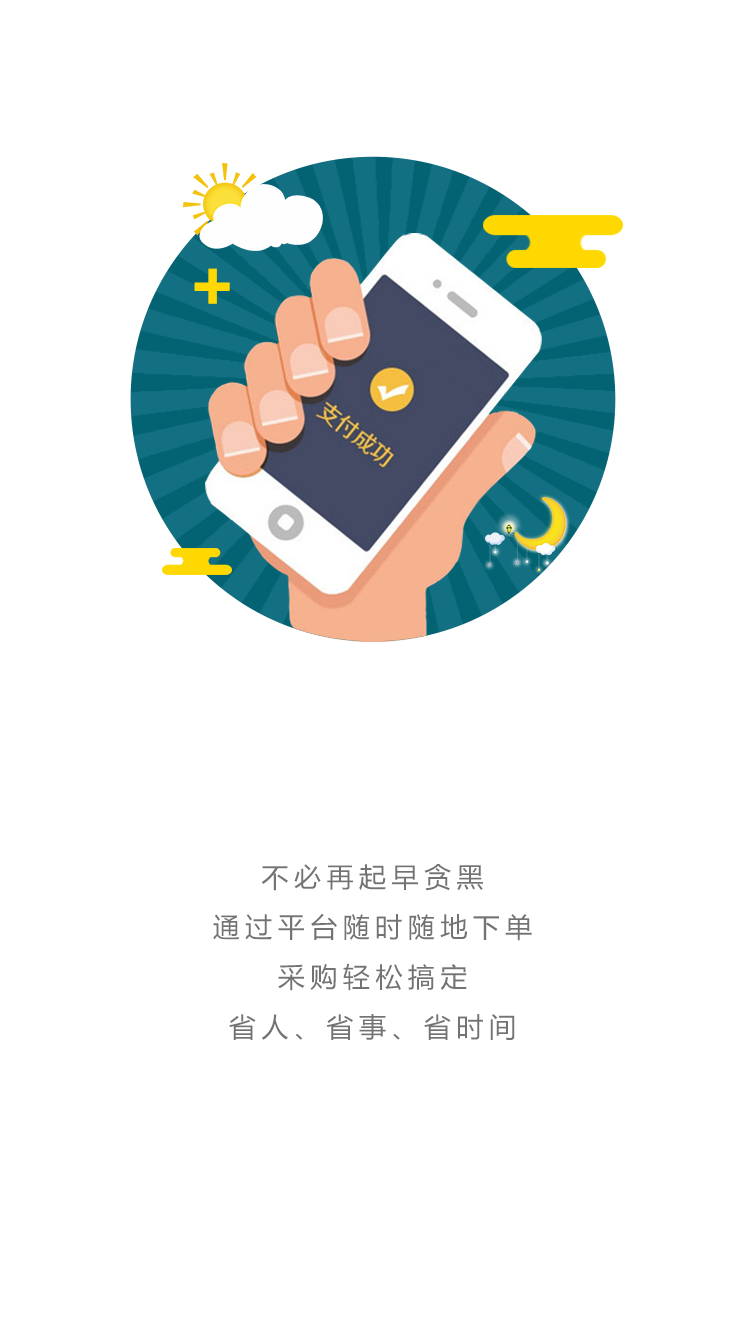 支付成功
不必再起早贪黑
通过平台随时随地下单
采购轻松搞定
省人、省事、省时间